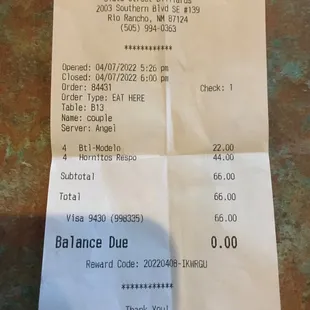 State Street Billiards
2003 Southern Blvd SE #139
Rio Rancho, NM 87124
(505) 994-0363
************
Opened: 04/07/2022 5:26 pm
Closed: 04/07/2022 6:00 pm
Order: 84431 Check: 1
Order Type: EAT HERE
Table: B13
Name: couple
Server: Angel
4 Btl-Modelo 22.00
4 Hornitos Respo 44.00
Subtotal 66.00
Total 66.00
Visa 9430 (998335) 66.00
Balance Due 0.00
Reward Code: 20220408-IKWRGU
************
Thank You!